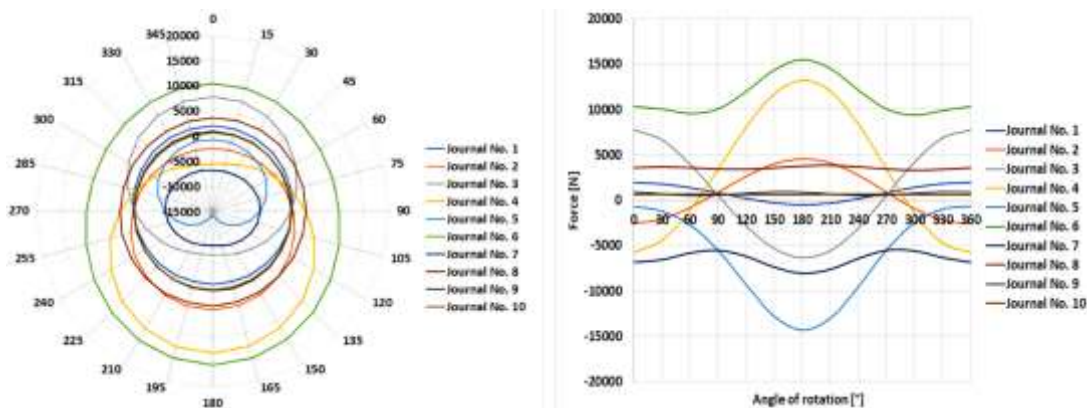 0
15
30
45
60
75
90
105
120
135
150
165
180
195
210
225
240
255
270
285
300
315
330
345
20000
15000
10000
5000
0
-5000
-10000
-15000
Journal No. 1
Journal No. 2
Journal No. 3
Journal No. 4
Journal No. 5
Journal No. 6
Journal No. 7
Journal No. 8
Journal No. 9
Journal No. 10
Force [N]
20000
15000
10000
5000
0
-5000
-10000
-15000
-20000
0 30 60 90 120 150 180 210 240 270 300 330 360
Angle of rotation [°]
Journal No. 1
Journal No. 2
Journal No. 3
Journal No. 4
Journal No. 5
Journal No. 6
Journal No. 7
Journal No. 8
Journal No. 9
Journal No. 10